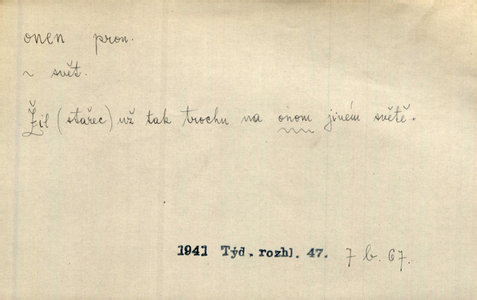 onen pron.
~ svět.
Žil (stařec) už tak trochu na onom jiném světě.
1941 Týd. rozhl. 47. 7 b. 67.